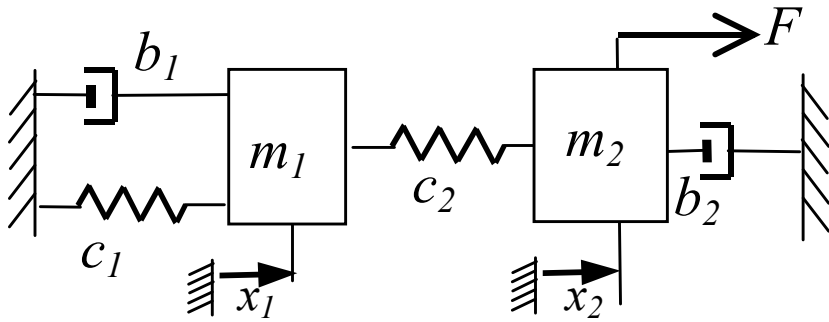 F
b₁
m₁
m₂
c₂
b₂
c₁
x₁
x₂